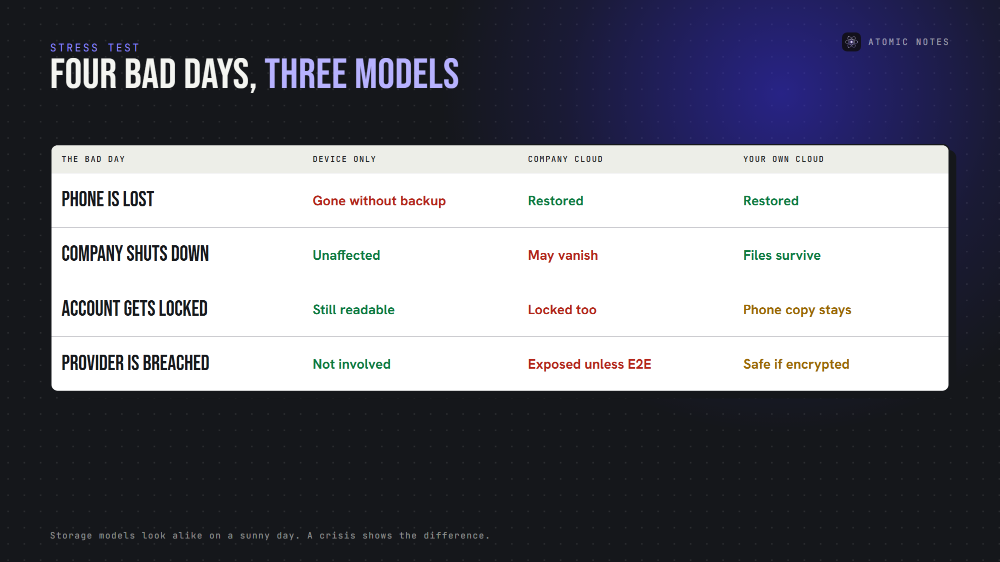 STRESS TEST
FOUR BAD DAYS, THREE MODELS
ATOMIC NOTES
THE BAD DAY DEVICE ONLY COMPANY CLOUD YOUR OWN CLOUD
PHONE IS LOST Gone without backup Restored Restored
COMPANY SHUTS DOWN Unaffected May vanish Files survive
ACCOUNT GETS LOCKED Still readable Locked too Phone copy stays
PROVIDER IS BREACHED Not involved Exposed unless E2E Safe if encrypted
Storage models look alike on a sunny day. A crisis shows the difference.